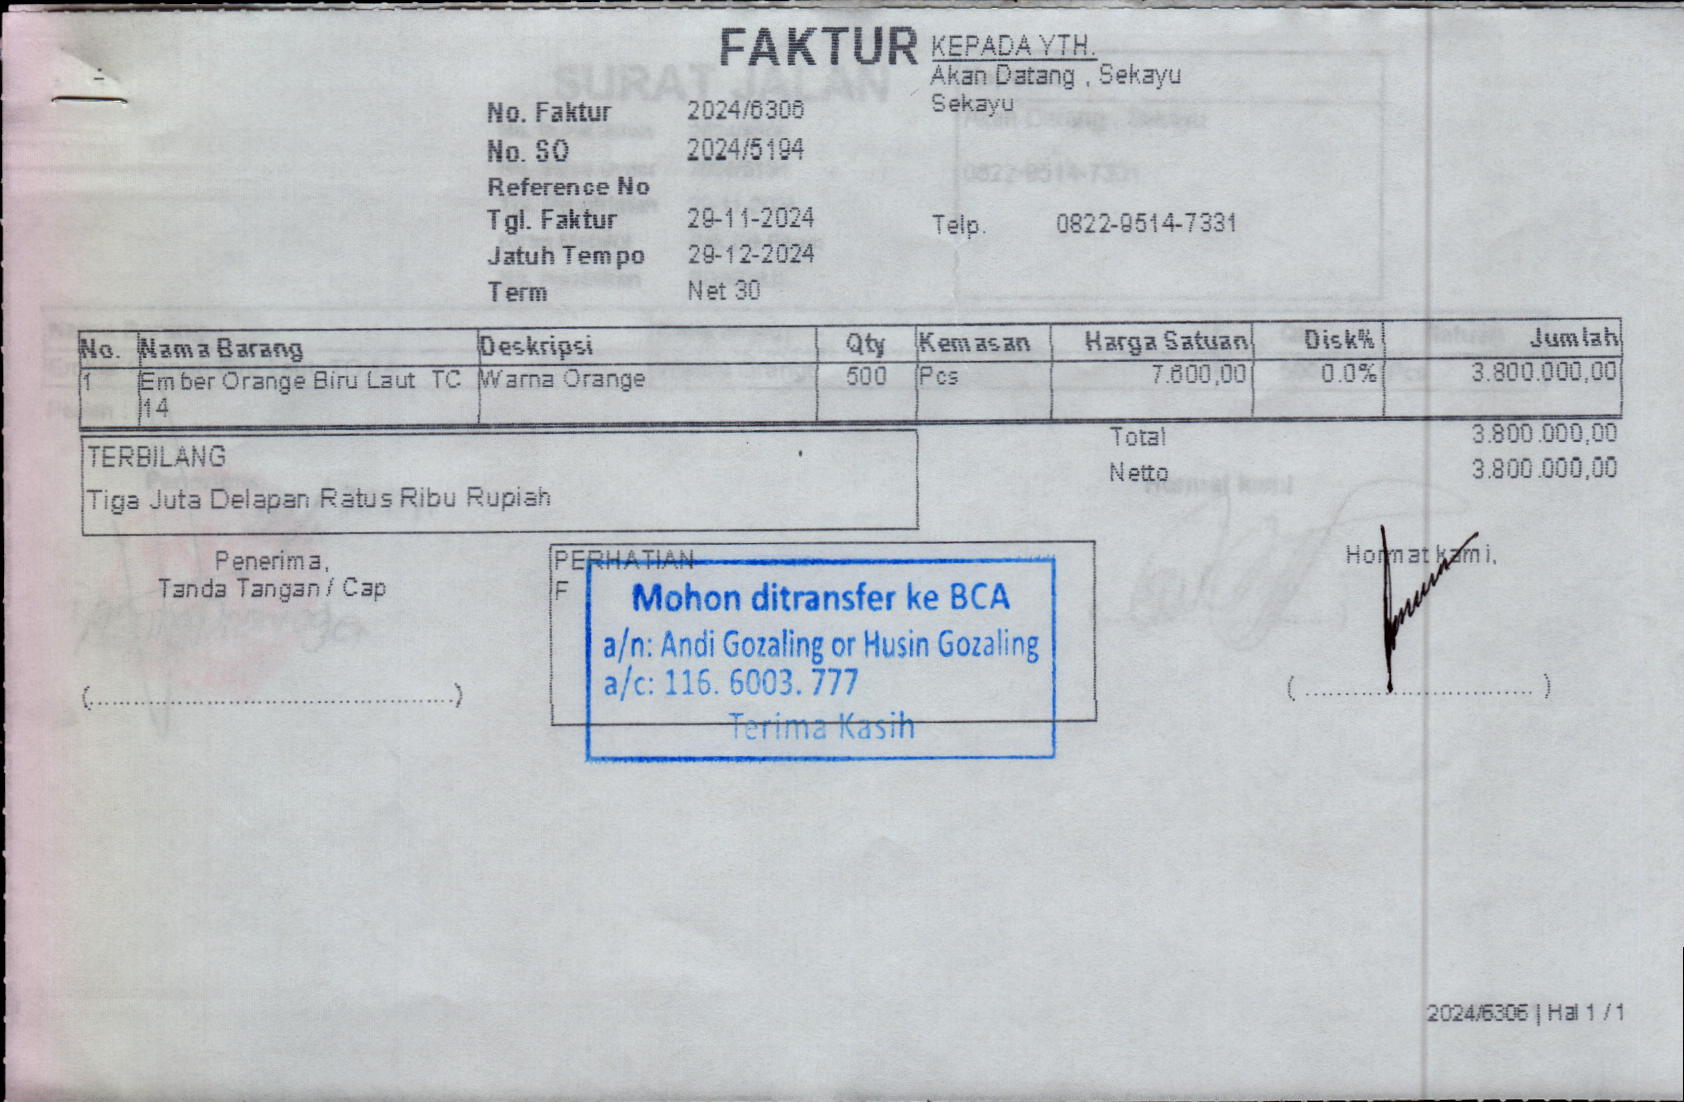 FAKTUR
KEPADA YTH.
Akan Datang , Sekayu
Sekayu
No. Faktur 2024/6306
No. SO 2024/5194
Reference No
Tgl. Faktur 29-11-2024
Telp. 0822-9514-7331
Jatuh Tempo 29-12-2024
Term Net 30
No. Nama Barang Deskripsi Qty Kemasan Harga Satuan Disk% Jumlah
1 Ember Orange Biru Laut TC Warna Orange 500 Pcs 7.600,00 0.0% 3.800.000,00
14
Total 3.800.000,00
TERBILANG
Netto 3.800.000,00
Tiga Juta Delapan Ratus Ribu Rupiah
Penerima,
Tanda Tangan / Cap
PERHATIAN
F
Mohon ditransfer ke BCA
a/n: Andi Gozaling or Husin Gozaling
a/c: 116. 6003. 777
Terima Kasih
Hormat kami,
(......................................................)
( .................................. )
2024/6306 | Hal 1 / 1